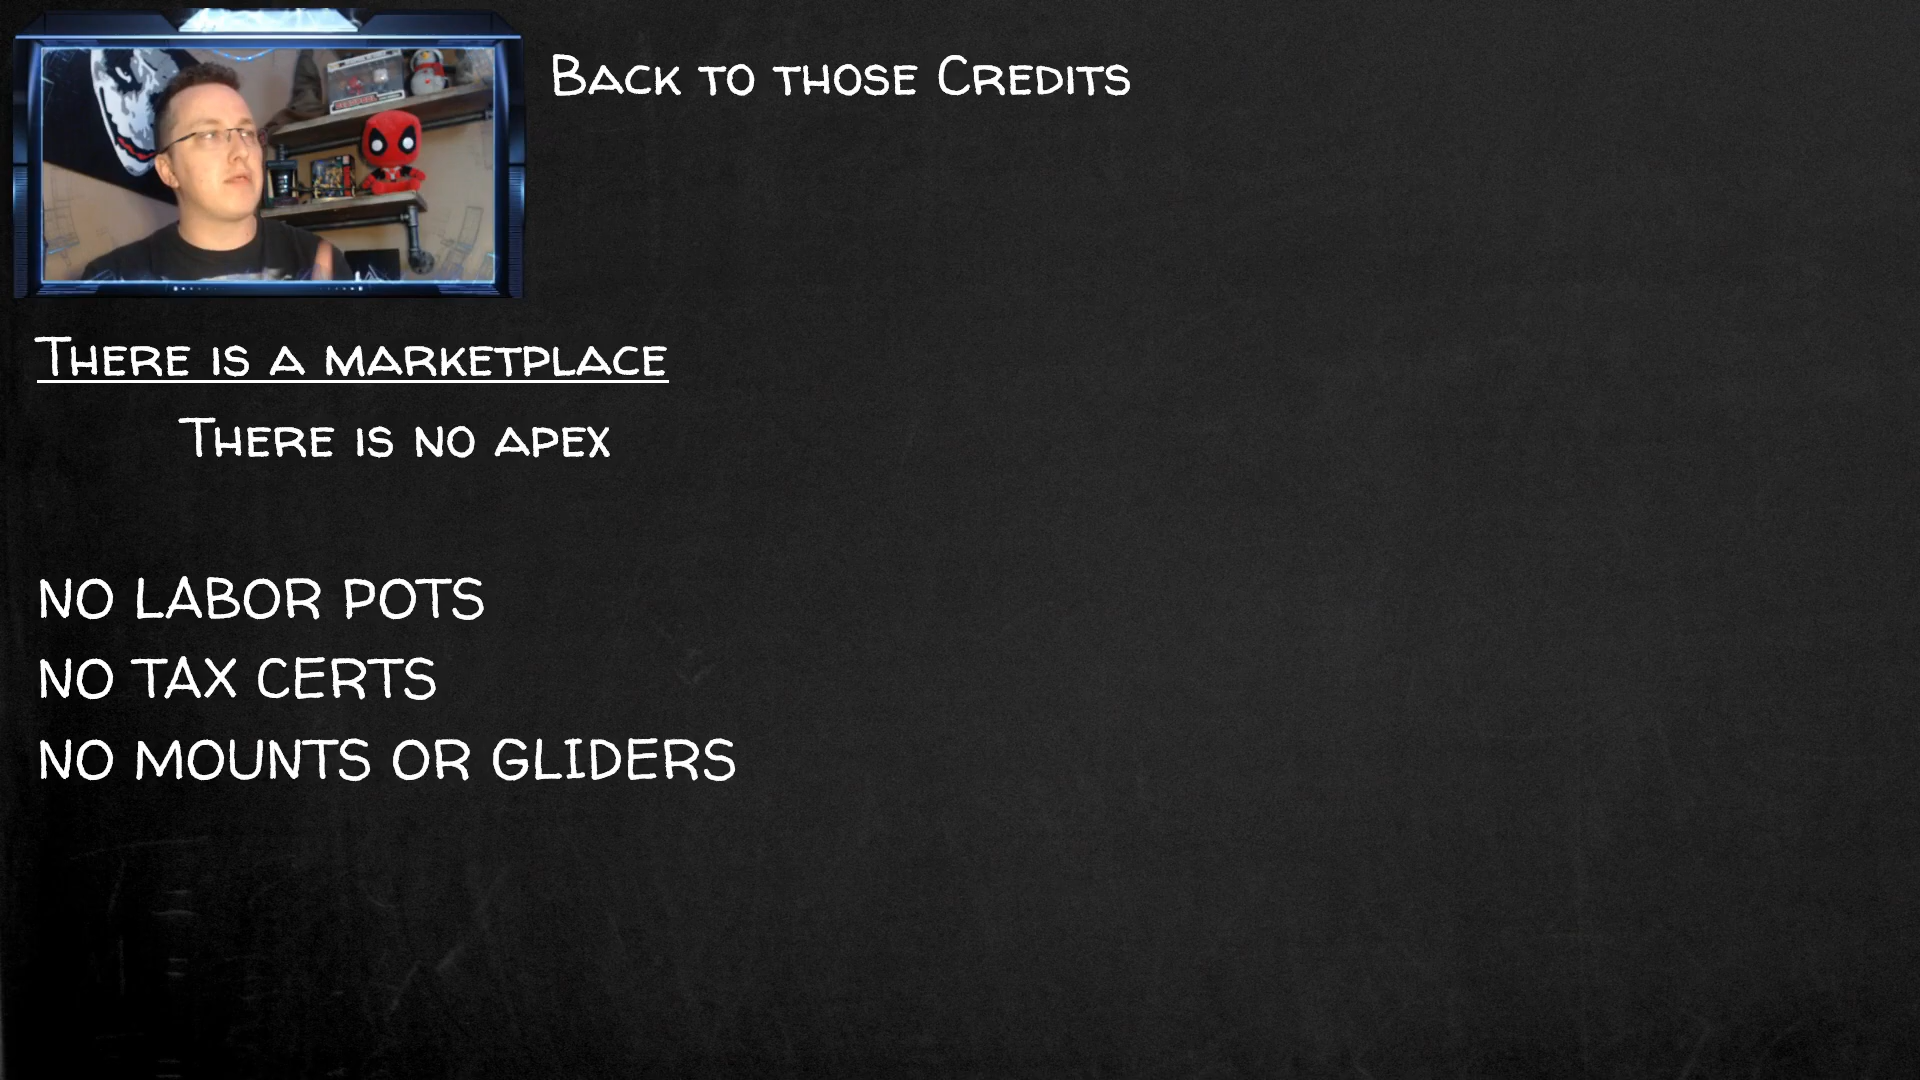 Back to those Credits
There is a marketplace
There is no apex
NO LABOR POTS
NO TAX CERTS
NO MOUNTS OR GLIDERS